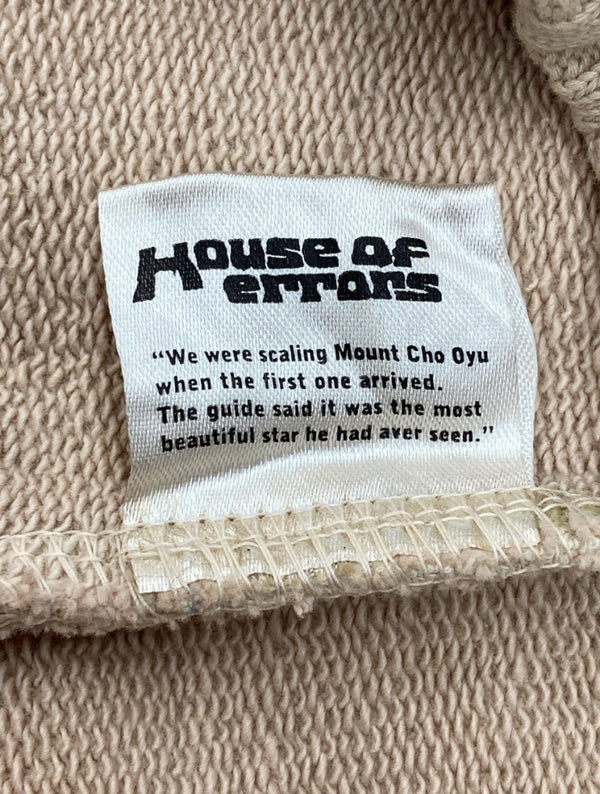 House of
errors
“We were scaling Mount Cho Oyu
when the first one arrived.
The guide said it was the most
beautiful star he had aver seen.”